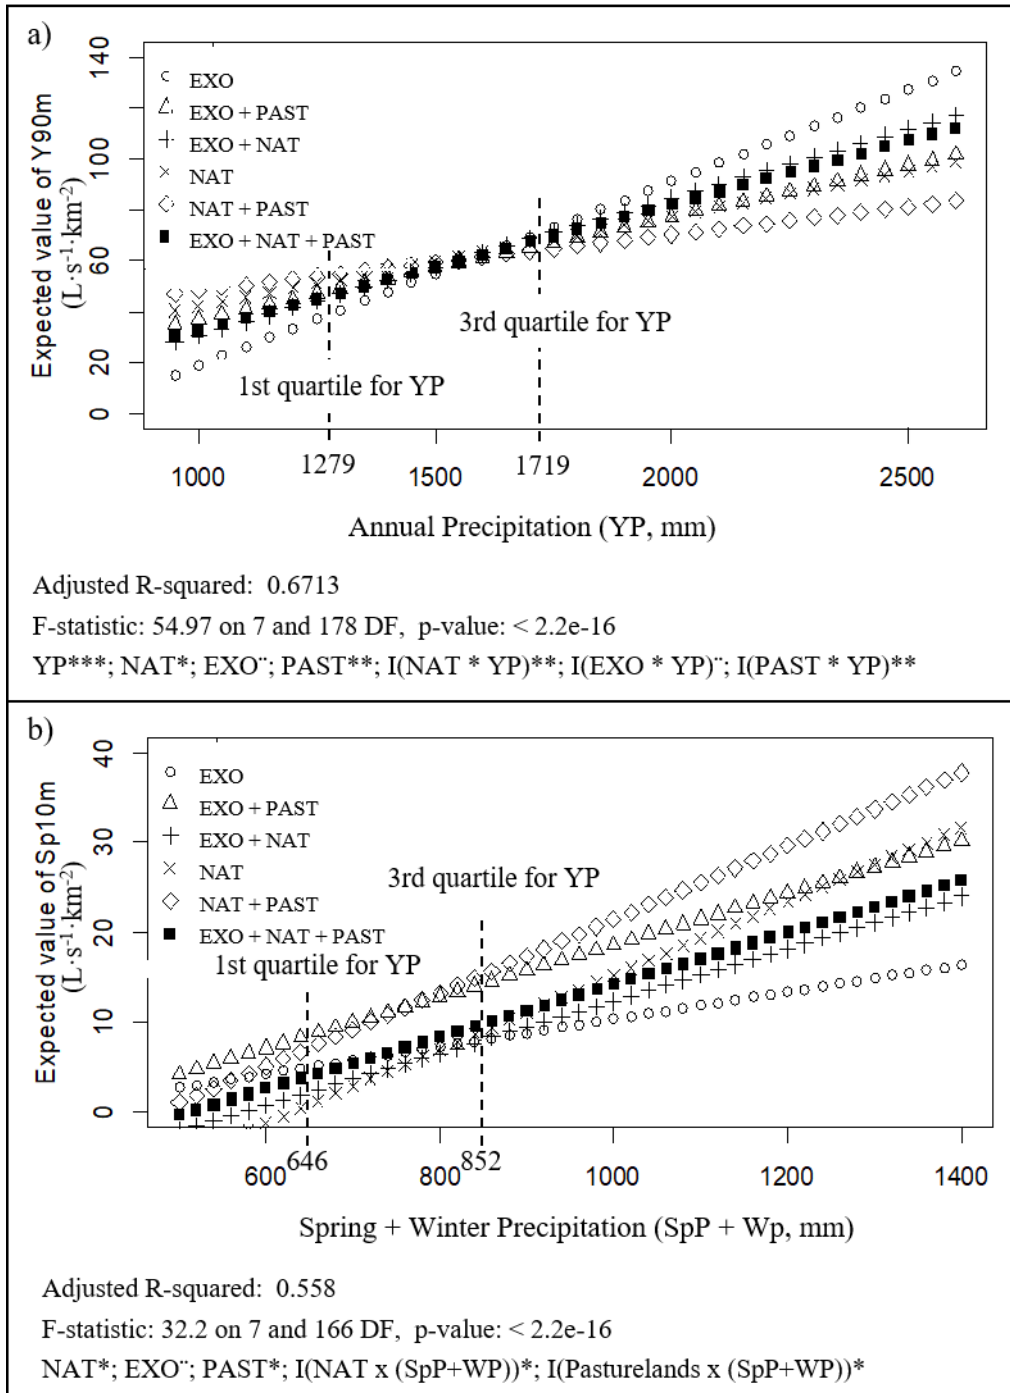 a)
Expected value of Y90m
(L·s⁻¹·km⁻²)
140
100
60
20
0
EXO
EXO + PAST
EXO + NAT
NAT
NAT + PAST
EXO + NAT + PAST
3rd quartile for YP
1st quartile for YP
1000 1279 1500 1719 2000 2500
Annual Precipitation (YP, mm)
Adjusted R-squared: 0.6713
F-statistic: 54.97 on 7 and 178 DF, p-value: < 2.2e-16
YP***; NAT*; EXO¨; PAST**; I(NAT * YP)**; I(EXO * YP)¨; I(PAST * YP)**
b)
Expected value of Sp10m
(L·s⁻¹·km⁻²)
40
30
20
10
0
EXO
EXO + PAST
EXO + NAT
NAT
NAT + PAST
EXO + NAT + PAST
3rd quartile for YP
1st quartile for YP
600 646 800 852 1000 1200 1400
Spring + Winter Precipitation (SpP + Wp, mm)
Adjusted R-squared: 0.558
F-statistic: 32.2 on 7 and 166 DF, p-value: < 2.2e-16
NAT*; EXO¨; PAST*; I(NAT x (SpP+WP))*; I(Pasturelands x (SpP+WP))*